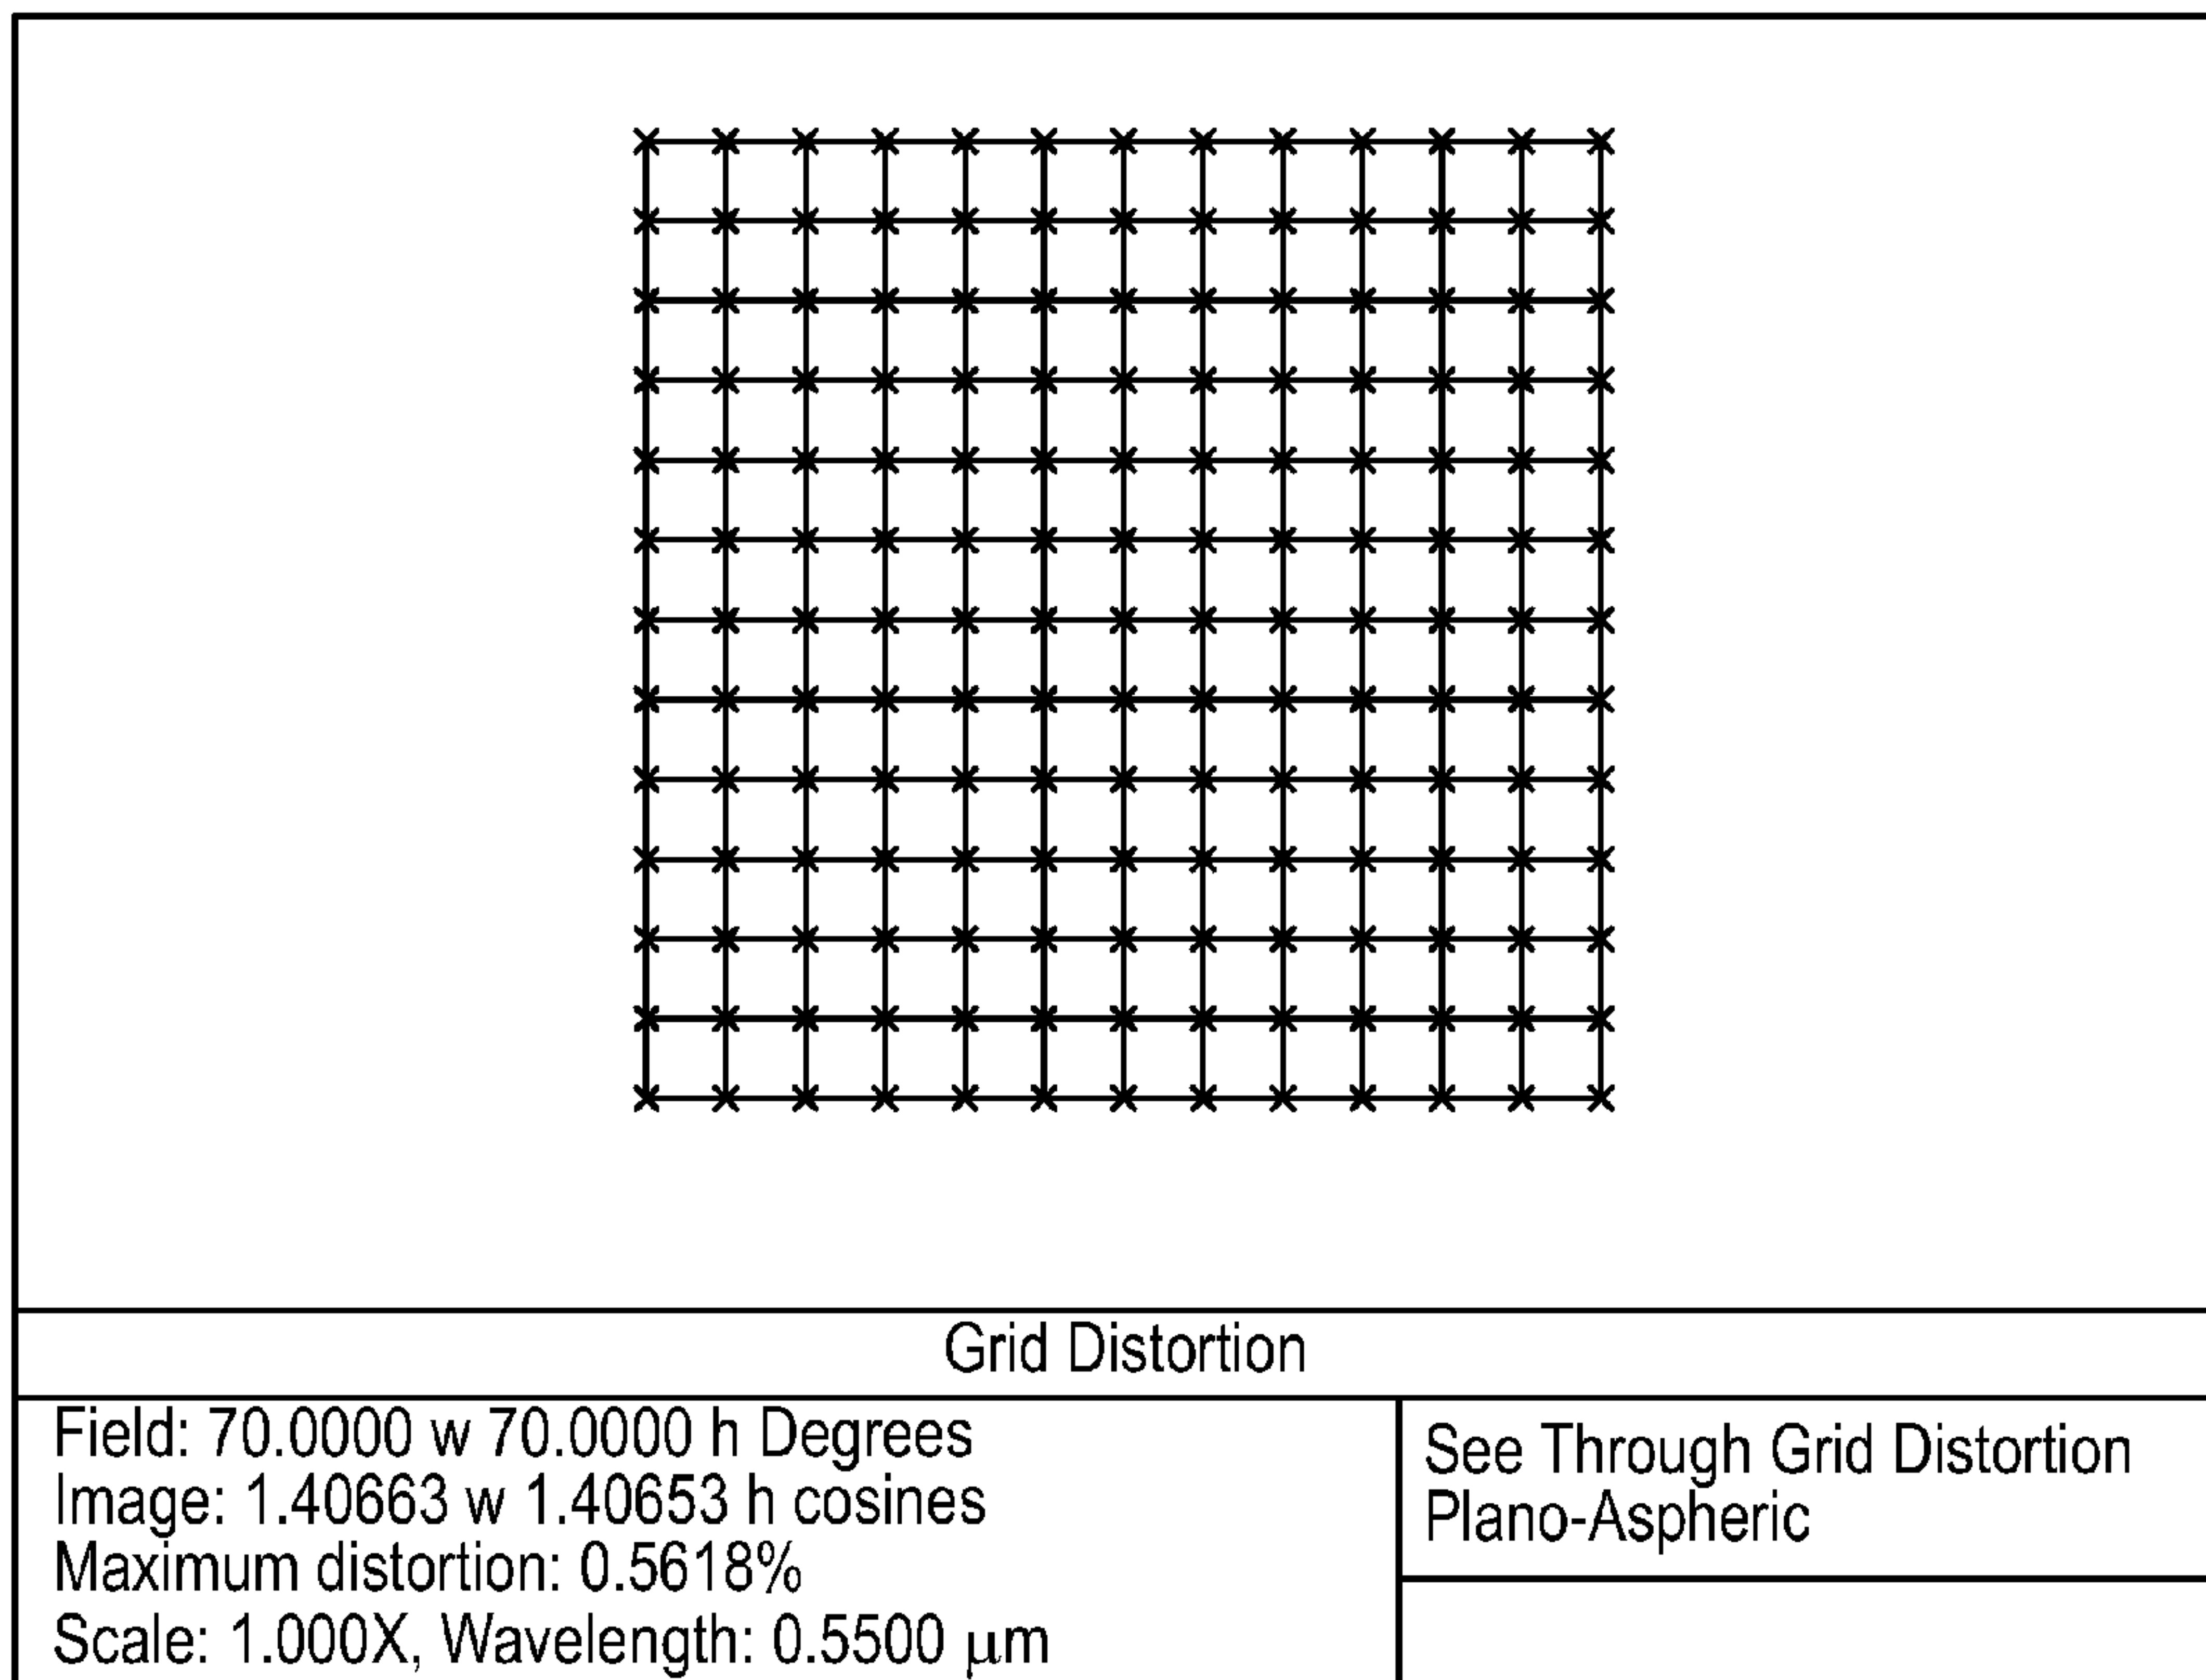 Grid Distortion
Field: 70.0000 w 70.0000 h Degrees
Image: 1.40663 w 1.40653 h cosines
Maximum distortion: 0.5618%
Scale: 1.000X, Wavelength: 0.5500 μm
See Through Grid Distortion
Plano-Aspheric